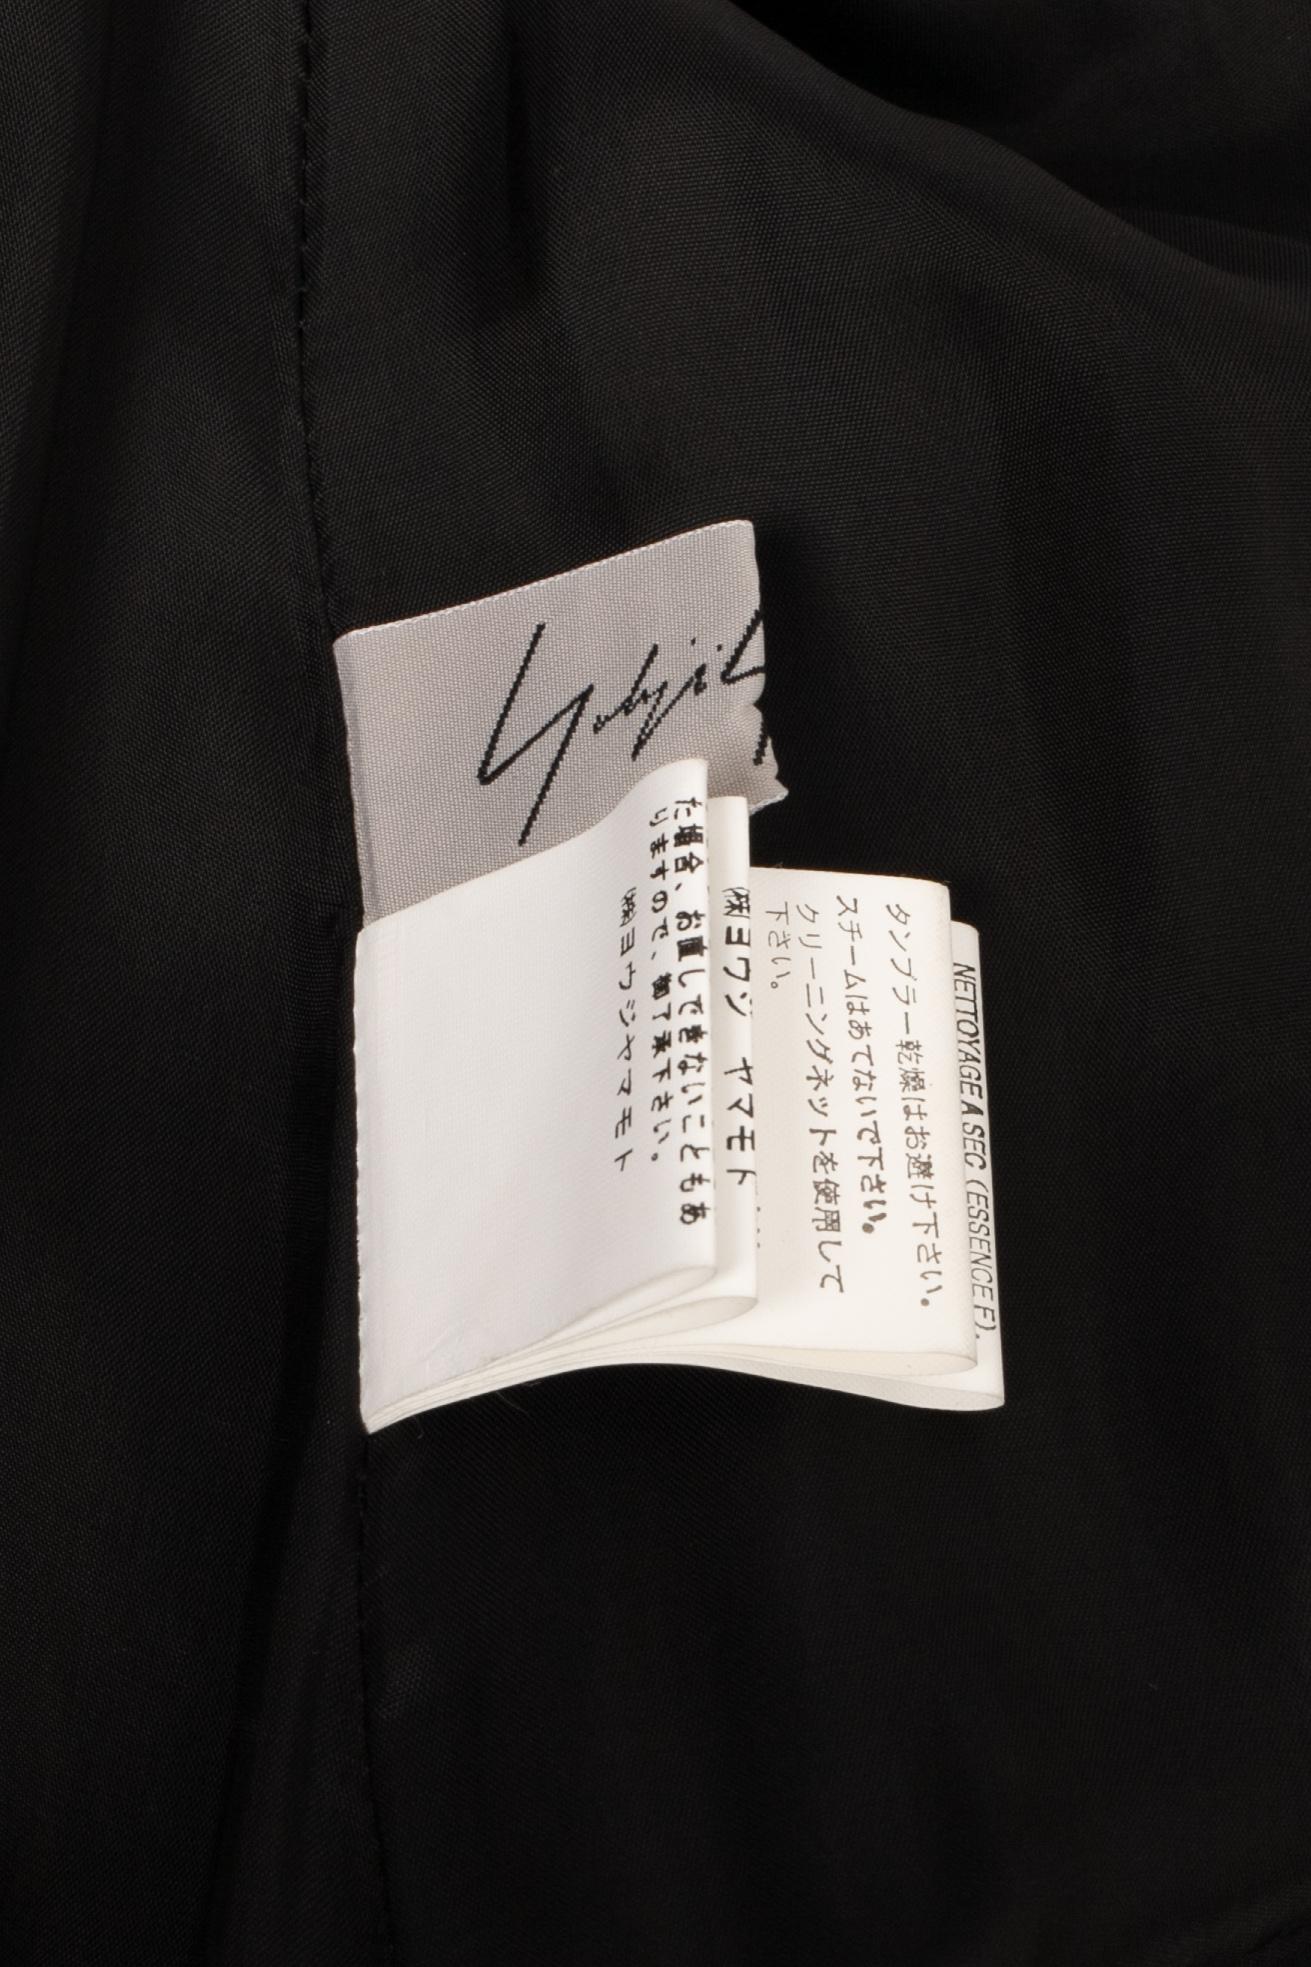 Yohji Y
た場合、お直しできないこともあ
りますので、御了承下さい。
㈱ヨウジヤマモト
㈱ヨウジ ヤマモト
タンブラー乾燥はお避け下さい。
スチームはあてないで下さい。
クリーニングネットを使用して
下さい。
NETTOYAGE A SEC (ESSENCE F).